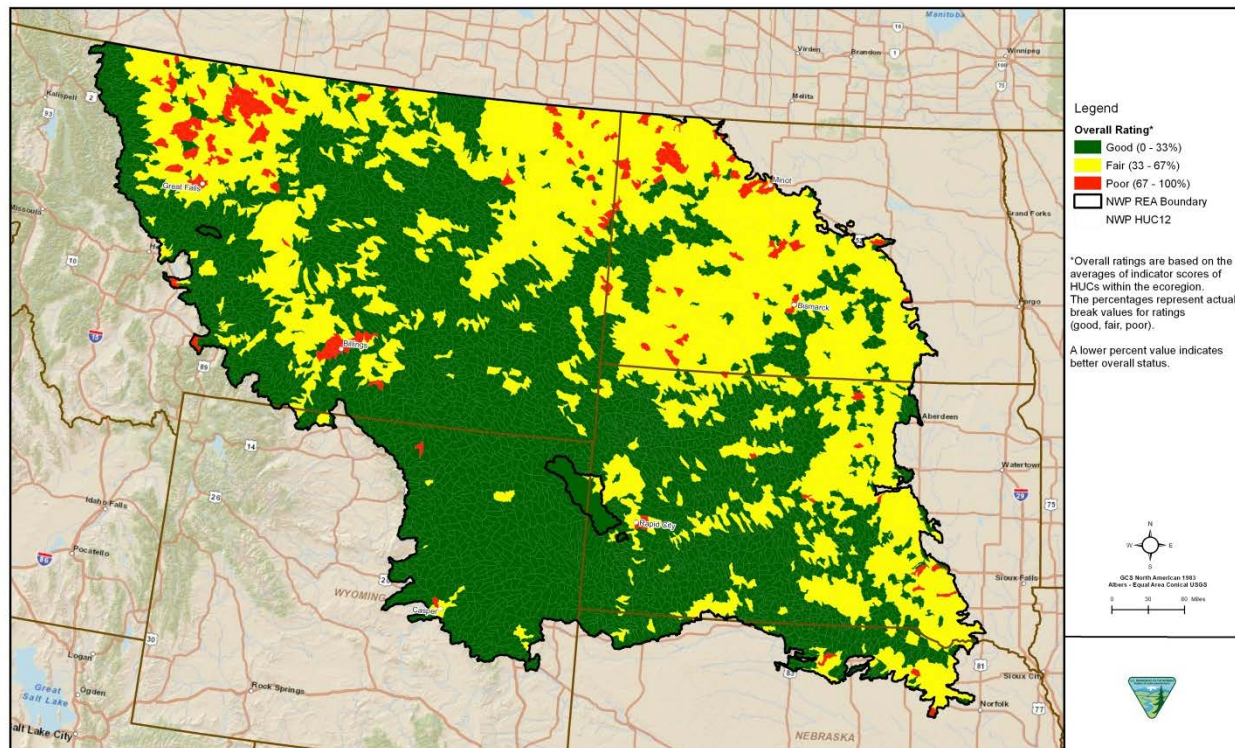 Manitoba
Virden
Brandon
Winnipeg
Melita
Kalispell
Great Falls
Minot
Missoula
Grand Forks
Bismarck
Fargo
Billings
Aberdeen
Watertown
Idaho Falls
Rapid City
Pocatello
WYOMING
Casper
Sioux Falls
Logan
Great
Salt Lake
Ogden
Rock Springs
Sioux City
Norfolk
NEBRASKA
Legend
Overall Rating*
Good (0 - 33%)
Fair (33 - 67%)
Poor (67 - 100%)
NWP REA Boundary
NWP HUC12
*Overall ratings are based on the
averages of indicator scores of
HUCs within the ecoregion.
The percentages represent actual
break values for ratings
(good, fair, poor).
A lower percent value indicates
better overall status.
N
W
E
S
GCS North American 1983
Albers - Equal Area Conical USGS
0 30 60 Miles